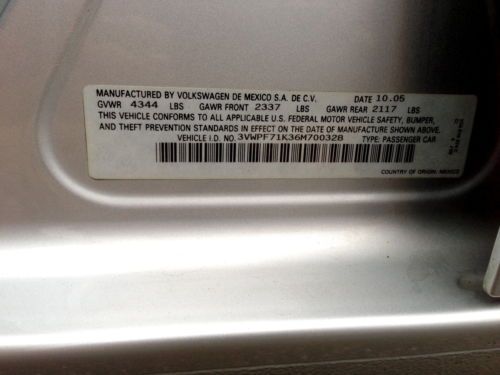 MANUFACTURED BY VOLKSWAGEN DE MEXICO S.A. DE C.V. DATE 10.05
GVWR 4344 LBS GAWR FRONT 2337 LBS GAWR REAR 2117 LBS
THIS VEHICLE CONFORMS TO ALL APPLICABLE U.S. FEDERAL MOTOR VEHICLE SAFETY, BUMPER,
AND THEFT PREVENTION STANDARDS IN EFFECT ON THE DATE OF MANUFACTURE SHOWN ABOVE.
VEHICLE I.D. NO. 3VWPF71K36M700328 TYPE: PASSENGER CAR
COUNTRY OF ORIGIN: MEXICO